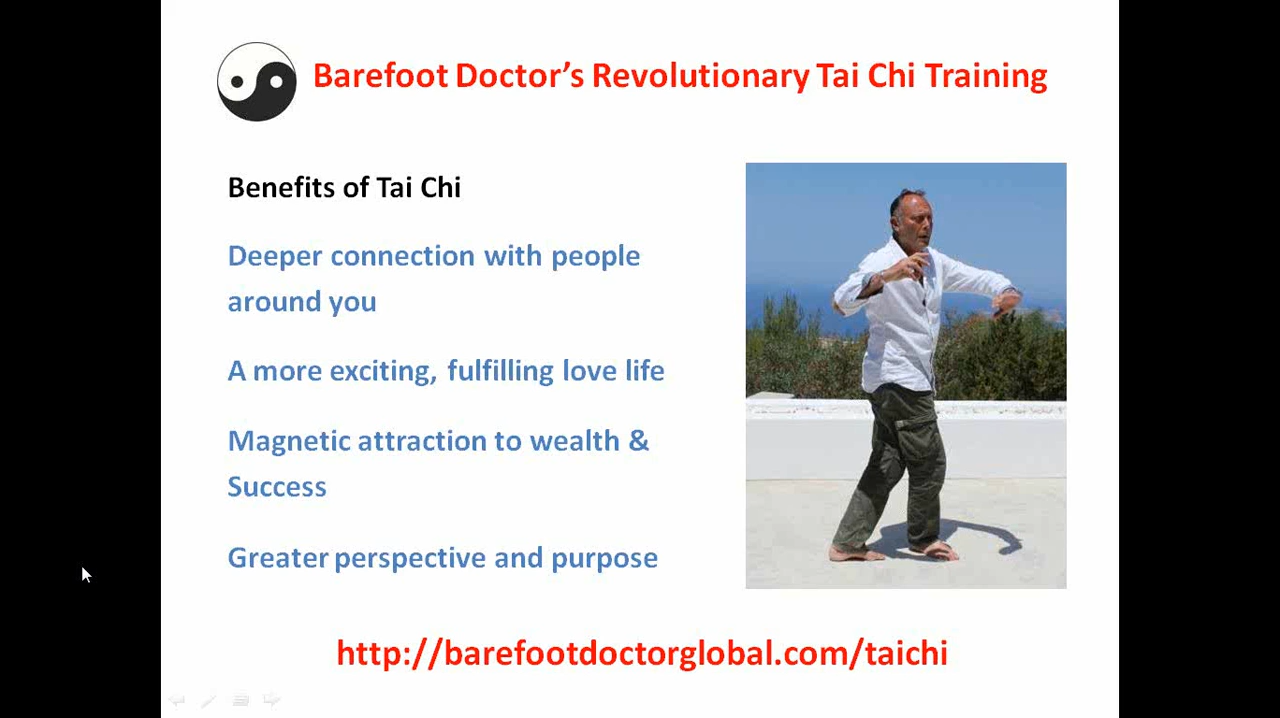 Barefoot Doctor's Revolutionary Tai Chi Training
Benefits of Tai Chi
Deeper connection with people
around you
A more exciting, fulfilling love life
Magnetic attraction to wealth &
Success
Greater perspective and purpose
http://barefootdoctorglobal.com/taichi